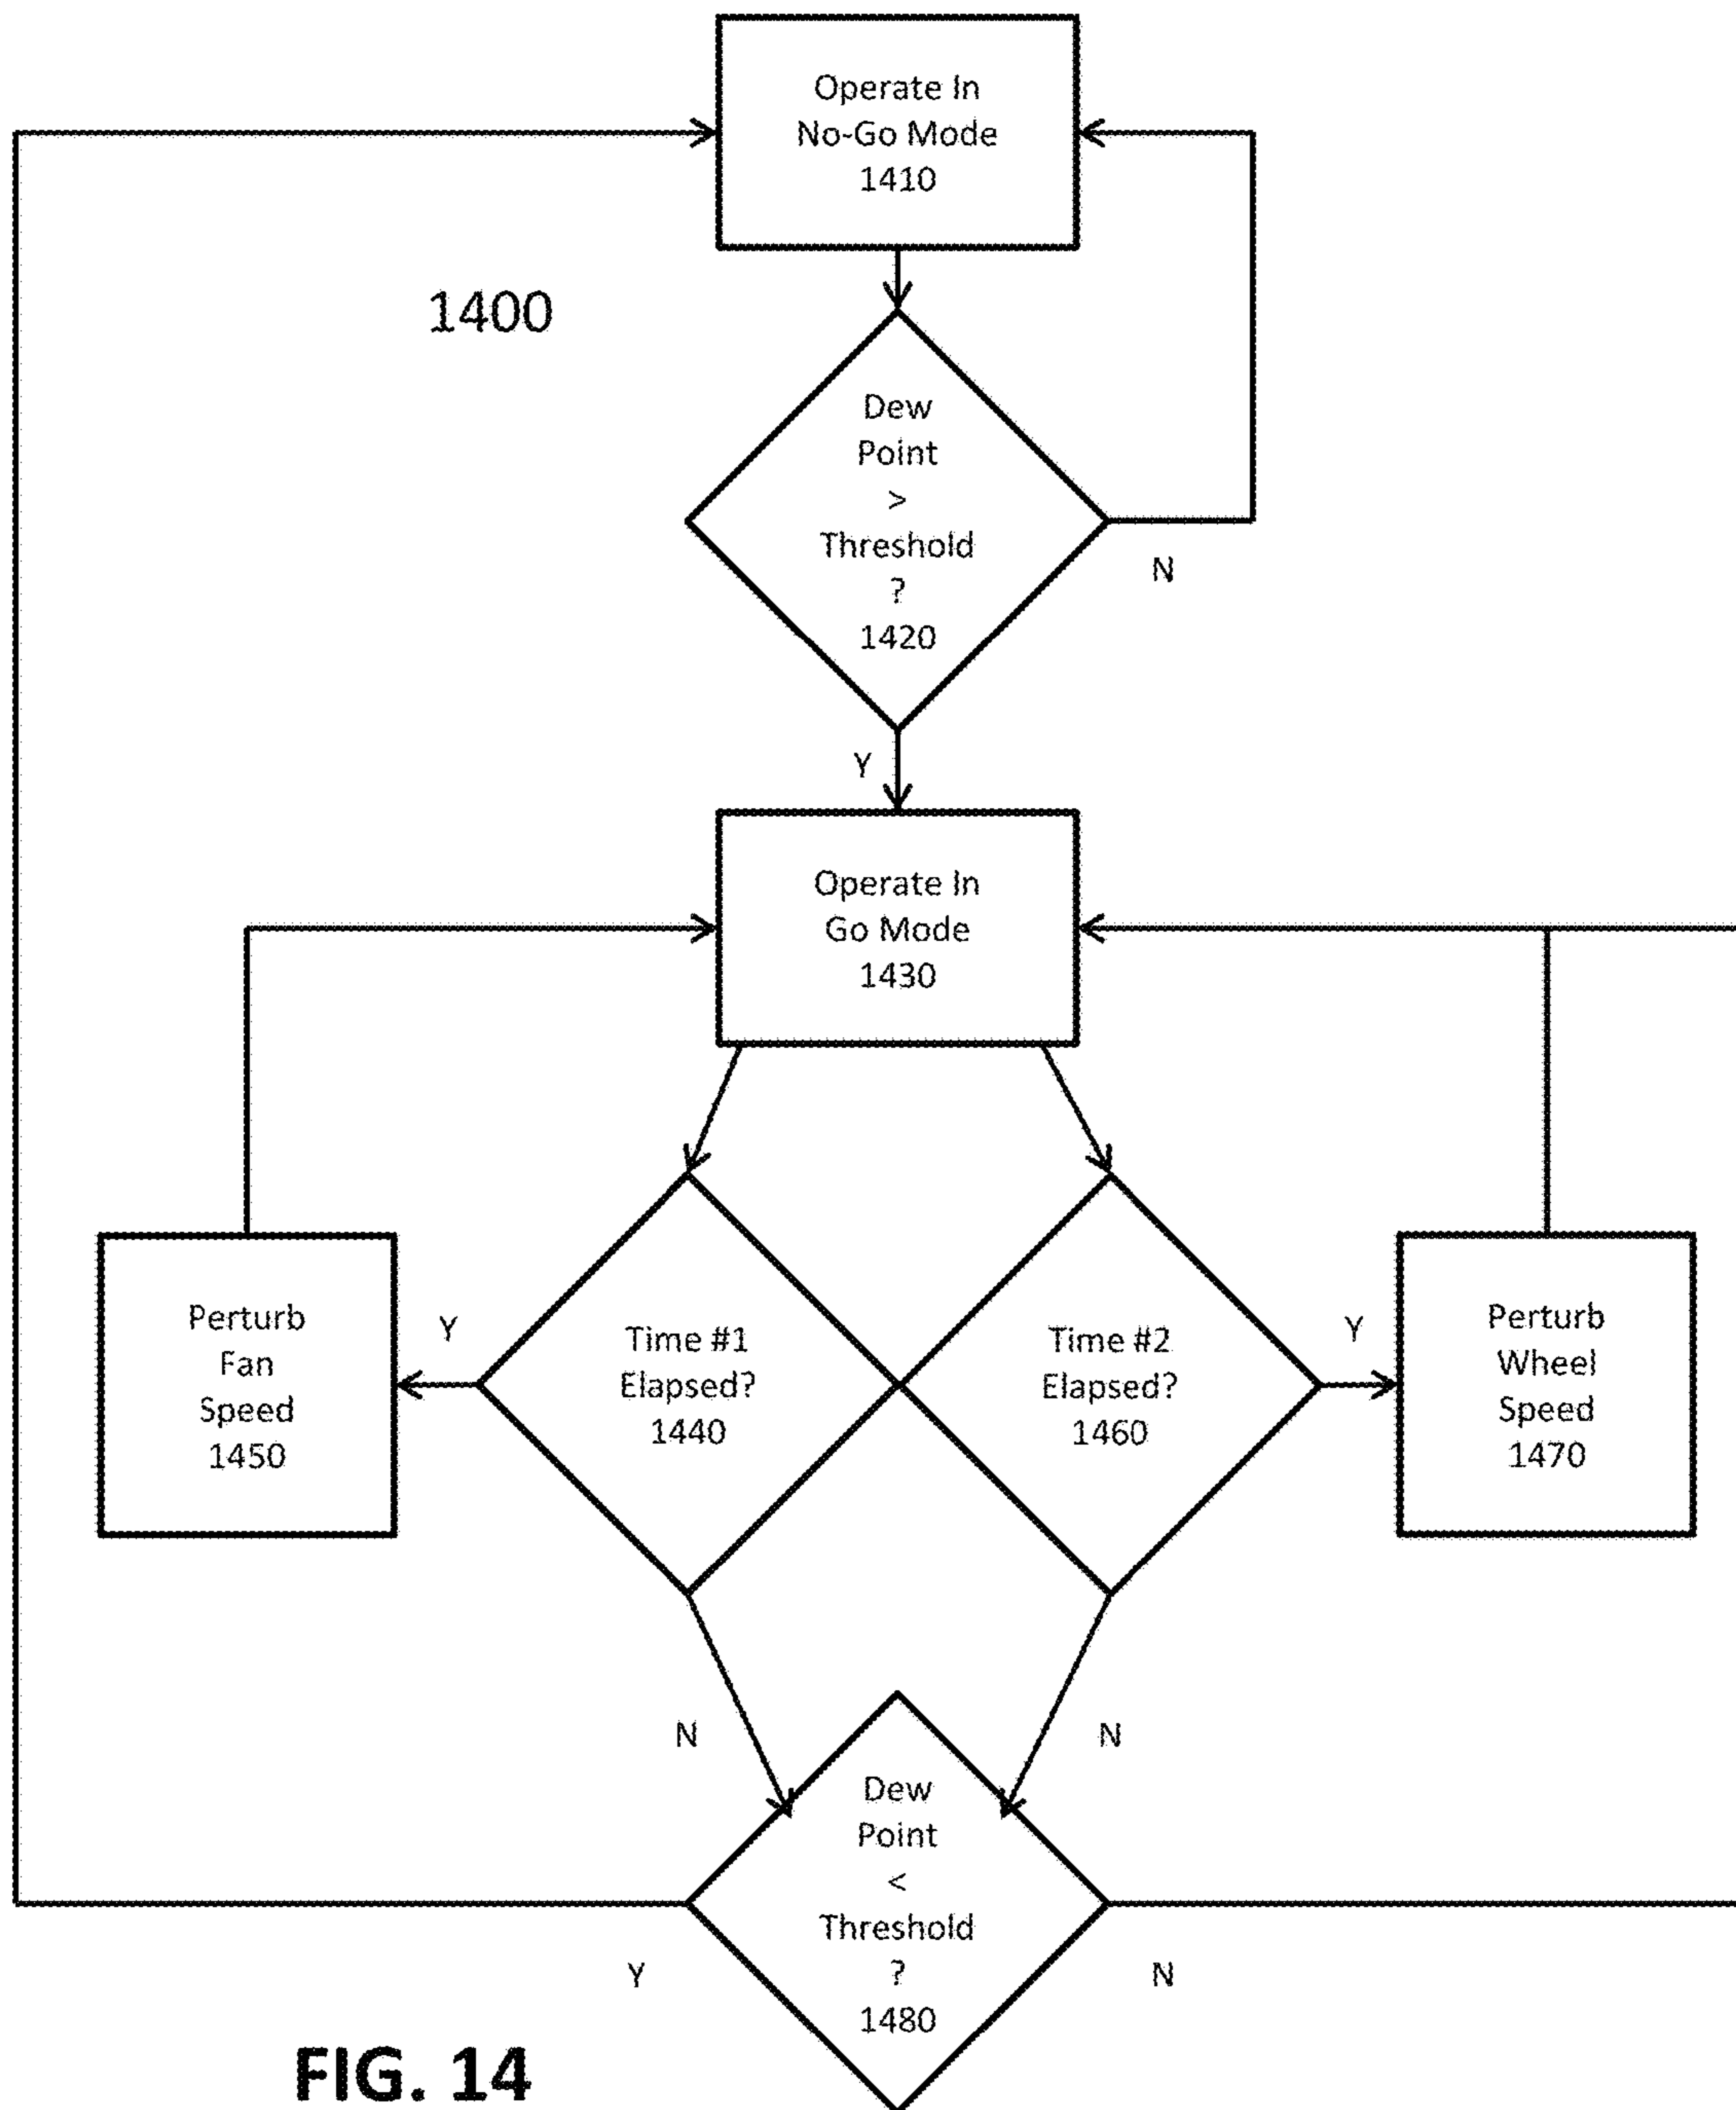 Operate In
No-Go Mode
1410
1400
Dew
Point
>
Threshold
?
1420
N
Y
Operate In
Go Mode
1430
Perturb
Fan
Speed
1450
Y
Time #1
Elapsed?
1440
Time #2
Elapsed?
1460
Y
Perturb
Wheel
Speed
1470
N
N
Dew
Point
<
Threshold
?
1480
Y
N
FIG. 14